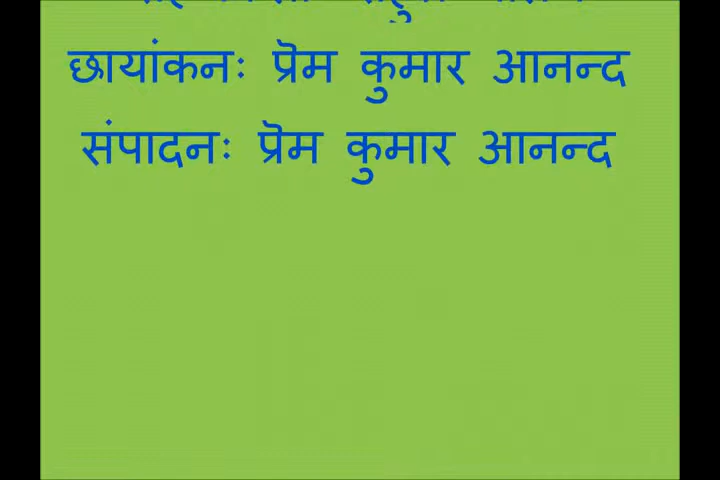 छायांकनः प्रॆम कुमार आनन्द
संपादनः प्रॆम कुमार आनन्द